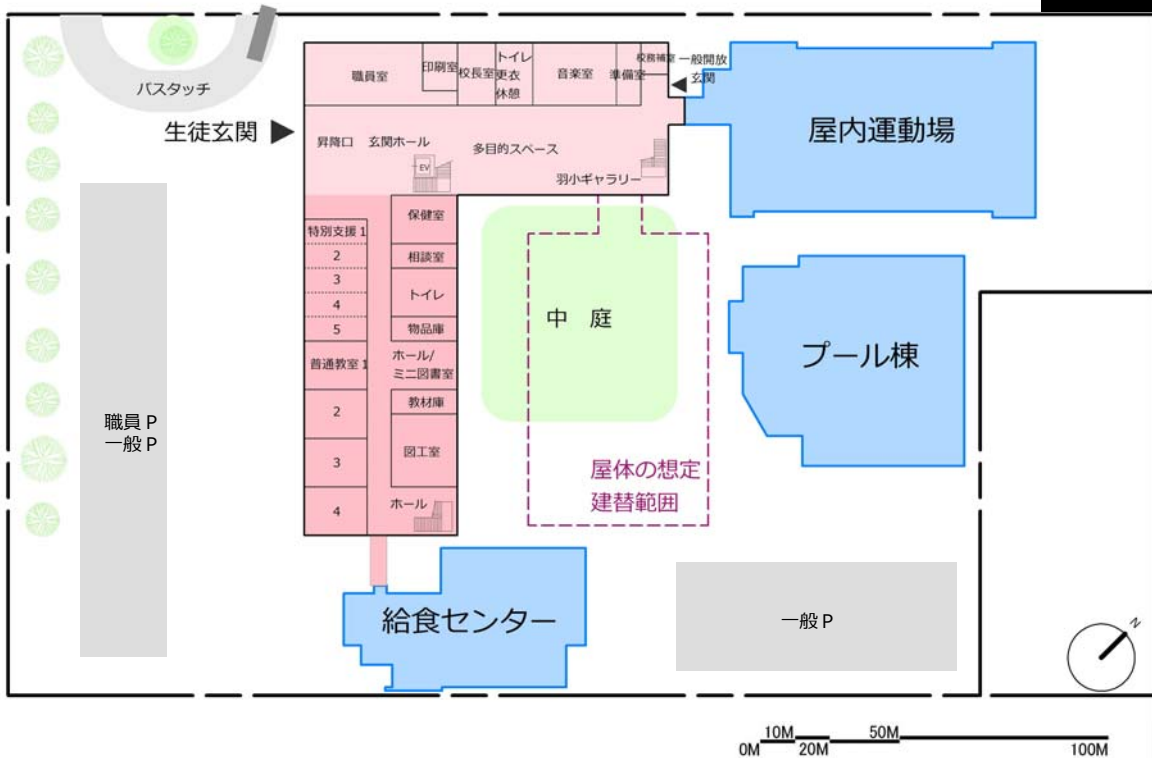 バスタッチ
生徒玄関
職員室
印刷室
校長室
トイレ
更衣
休憩
音楽室
準備室
校務補室
一般開放
玄関
屋内運動場
昇降口
玄関ホール
多目的スペース
EV
羽小ギャラリー
保健室
特別支援 1
2
3
4
5
相談室
トイレ
物品庫
普通教室 1
ホール/
ミニ図書室
2
教材庫
3
図工室
4
ホール
中 庭
プール棟
職員 P
一般 P
屋体の想定
建替範囲
給食センター
一般 P
N
0M
10M
20M
50M
100M